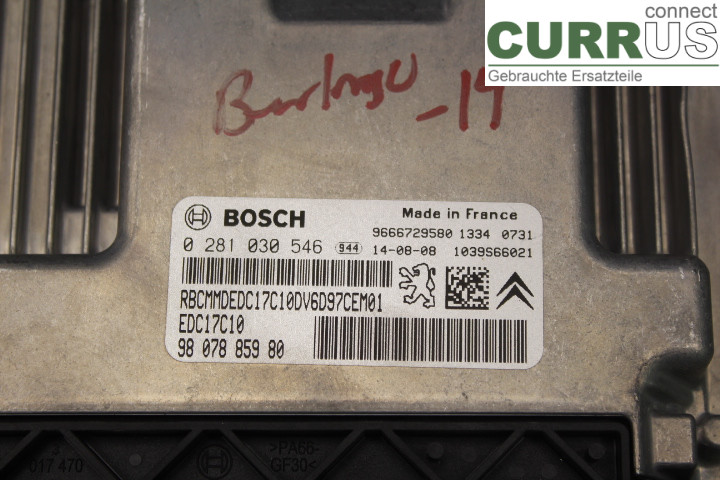 connect
CURRUS
Gebrauchte Ersatzteile
Berlingo
-14
BOSCH
Made in France
9666729580 1334 0731
0 281 030 546 944 14-08-08 1039S66021
RBCMMDEDC17C10DV6D97CEM01
EDC17C10
98 078 859 80
017 470
>PA66-
GF30<